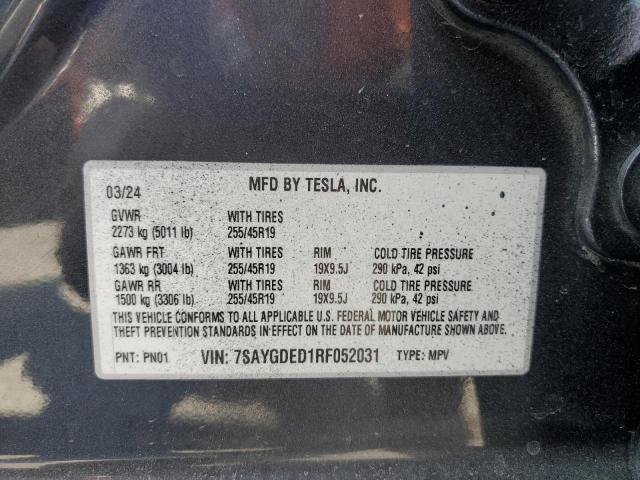 03/24 MFD BY TESLA, INC.
GVWR WITH TIRES
2273 kg (5011 lb) 255/45R19
GAWR FRT WITH TIRES RIM COLD TIRE PRESSURE
1363 kg (3004 lb) 255/45R19 19X9.5J 290 kPa, 42 psi
GAWR RR WITH TIRES RIM COLD TIRE PRESSURE
1500 kg (3306 lb) 255/45R19 19X9.5J 290 kPa, 42 psi
THIS VEHICLE CONFORMS TO ALL APPLICABLE U.S. FEDERAL MOTOR VEHICLE SAFETY AND
THEFT PREVENTION STANDARDS IN EFFECT ON THE DATE OF MANUFACTURE SHOWN ABOVE.
PNT: PN01 VIN: 7SAYGDED1RF052031 TYPE: MPV